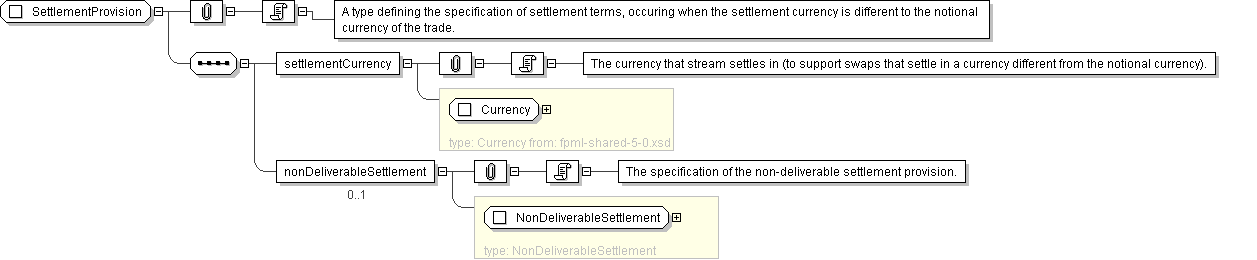 SettlementProvision
A type defining the specification of settlement terms, occuring when the settlement currency is different to the notional
currency of the trade.
settlementCurrency
The currency that stream settles in (to support swaps that settle in a currency different from the notional currency).
Currency
type: Currency from: fpml-shared-5-0.xsd
nonDeliverableSettlement
The specification of the non-deliverable settlement provision.
0..1
NonDeliverableSettlement
type: NonDeliverableSettlement